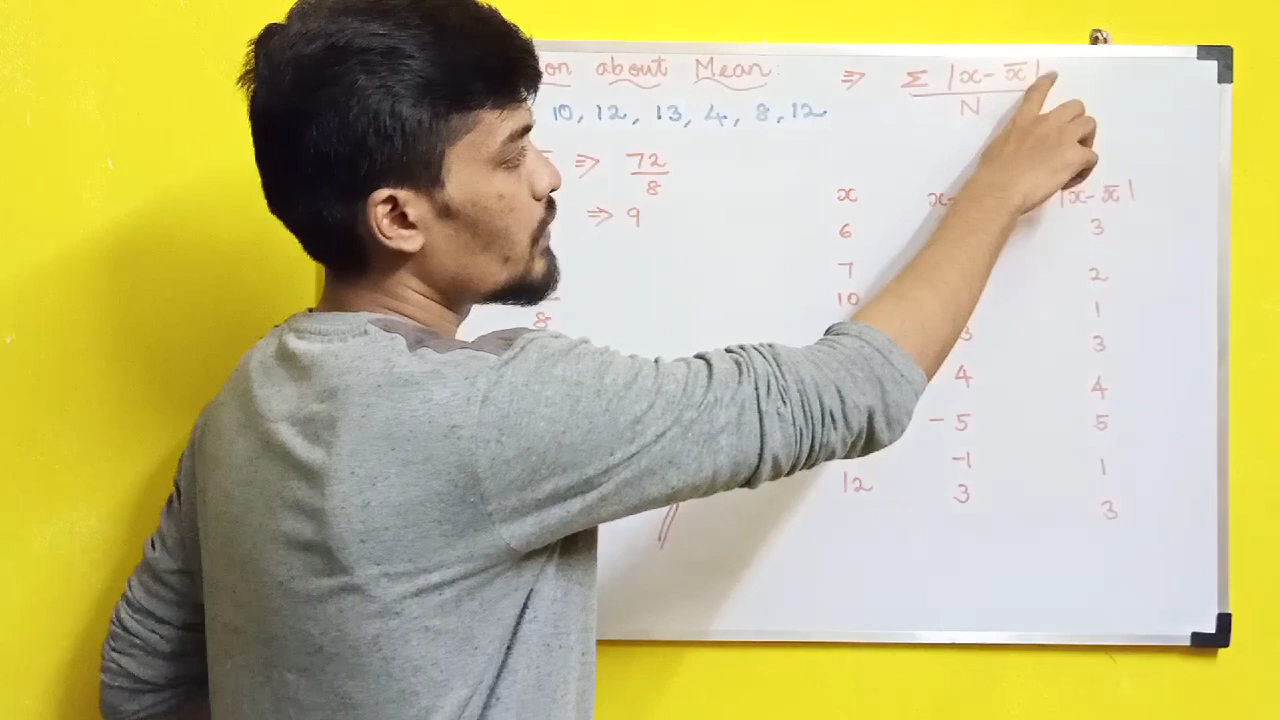 on about Mean: ⇒ Σ |x - x̄|
N
10, 12, 13, 4, 8, 12
⇒ 72
8
⇒ 9
8
x x- |x - x̄|
6 3
7 2
10 1
3 3
4 4
-5 5
-1 1
12 3 3